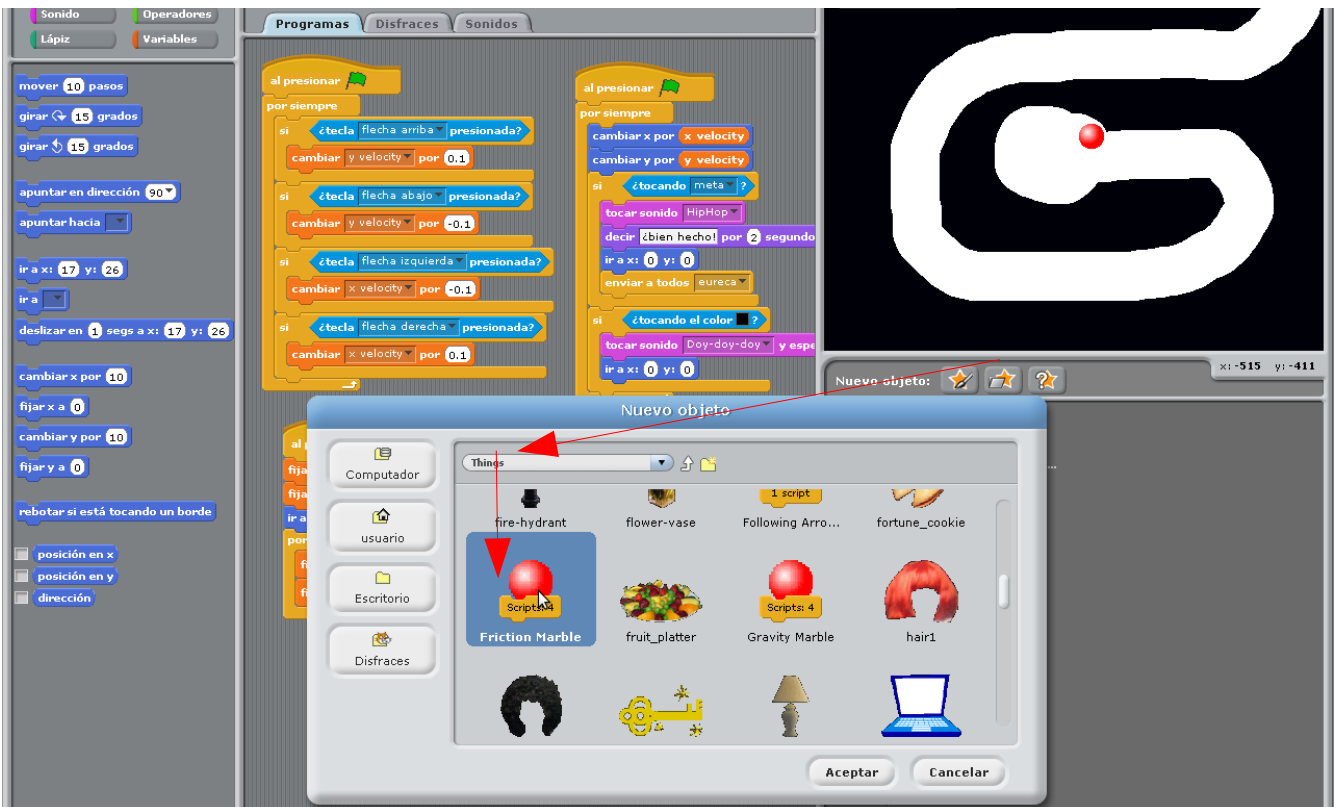 Sonido
Operadores
Lápiz
Variables
mover 10 pasos
girar 15 grados
girar 15 grados
apuntar en dirección 90
apuntar hacia
ir a x: 17 y: 26
ir a
deslizar en 1 segs a x: 17 y: 26
cambiar x por 10
fijar x a 0
cambiar y por 10
fijar y a 0
rebotar si está tocando un borde
posición en x
posición en y
dirección
Programas
Disfraces
Sonidos
al presionar
por siempre
si ¿tecla flecha arriba presionada?
cambiar y velocity por 0.1
si ¿tecla flecha abajo presionada?
cambiar y velocity por -0.1
si ¿tecla flecha izquierda presionada?
cambiar x velocity por -0.1
si ¿tecla flecha derecha presionada?
cambiar x velocity por 0.1
al presionar
por siempre
cambiar x por x velocity
cambiar y por y velocity
si ¿tocando meta ?
tocar sonido HipHop
decir ¿bien hecho! por 2 segundo
ir a x: 0 y: 0
enviar a todos eureca
si ¿tocando el color ?
tocar sonido Doy-doy-doy y espe
ir a x: 0 y: 0
al
fija
fija
ir a
por
Nuevo objeto:
x: -515 y: -411
Nuevo objeto
Computador
usuario
Escritorio
Disfraces
Things
1 script
fire-hydrant
flower-vase
Following Arro...
fortune_cookie
Scripts: 4
Scripts: 4
Friction Marble
fruit_platter
Gravity Marble
hair1
Aceptar
Cancelar